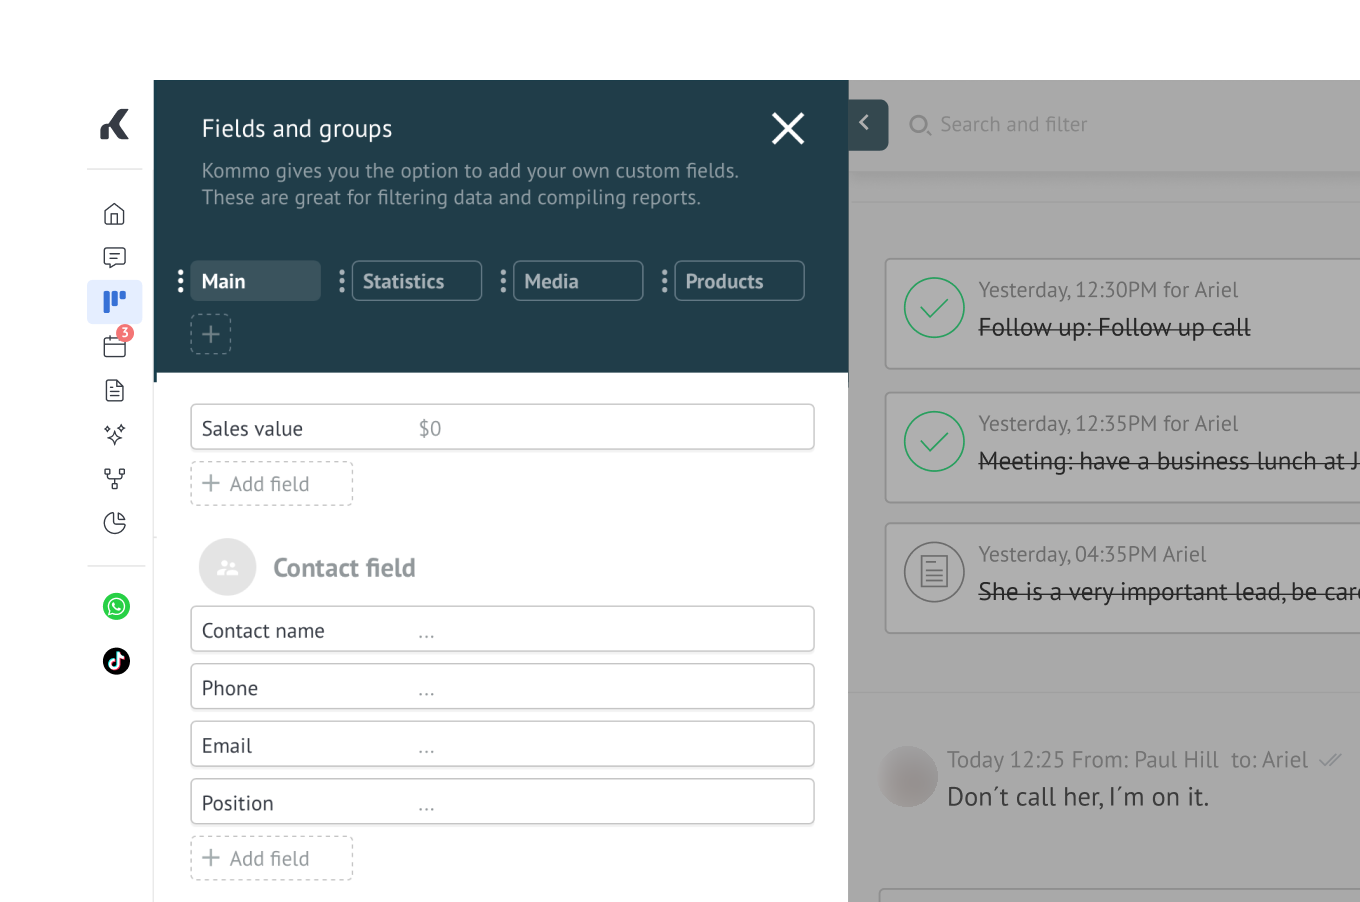 Fields and groups
Kommo gives you the option to add your own custom fields.
These are great for filtering data and compiling reports.
Main
Statistics
Media
Products
3
Sales value
$0
Add field
Contact field
Contact name
...
Phone
...
Email
...
Position
...
Add field
Search and filter
Yesterday, 12:30PM for Ariel
Follow up: Follow up call
Yesterday, 12:35PM for Ariel
Meeting: have a business lunch at J
Yesterday, 04:35PM Ariel
She is a very important lead, be car
Today 12:25 From: Paul Hill to: Ariel
Don´t call her, I´m on it.